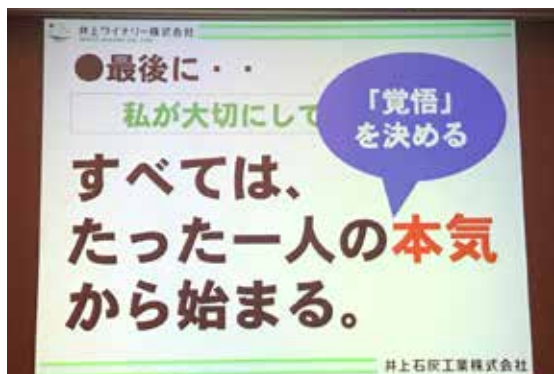 井上ワイナリー株式会社
●最後に・・
私が大切にして
「覚悟」
を決める
すべては、
たった一人の本気
から始まる。
井上石灰工業株式会社